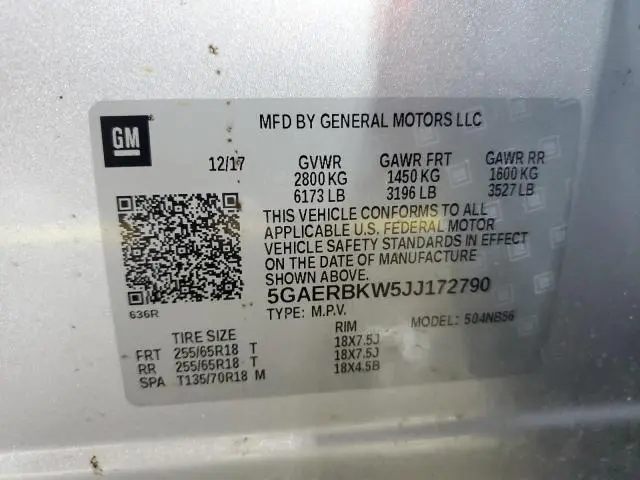 GM
MFD BY GENERAL MOTORS LLC
12/17 GVWR GAWR FRT GAWR RR
2800 KG 1450 KG 1600 KG
6173 LB 3196 LB 3527 LB
THIS VEHICLE CONFORMS TO ALL
APPLICABLE U.S. FEDERAL MOTOR
VEHICLE SAFETY STANDARDS IN EFFECT
ON THE DATE OF MANUFACTURE
SHOWN ABOVE.
5GAERBKW5JJ172790
636R
TYPE: M.P.V. MODEL: 504NB56
TIRE SIZE RIM
FRT 255/65R18 T 18X7.5J
RR 255/65R18 T 18X7.5J
SPA T135/70R18 M 18X4.5B